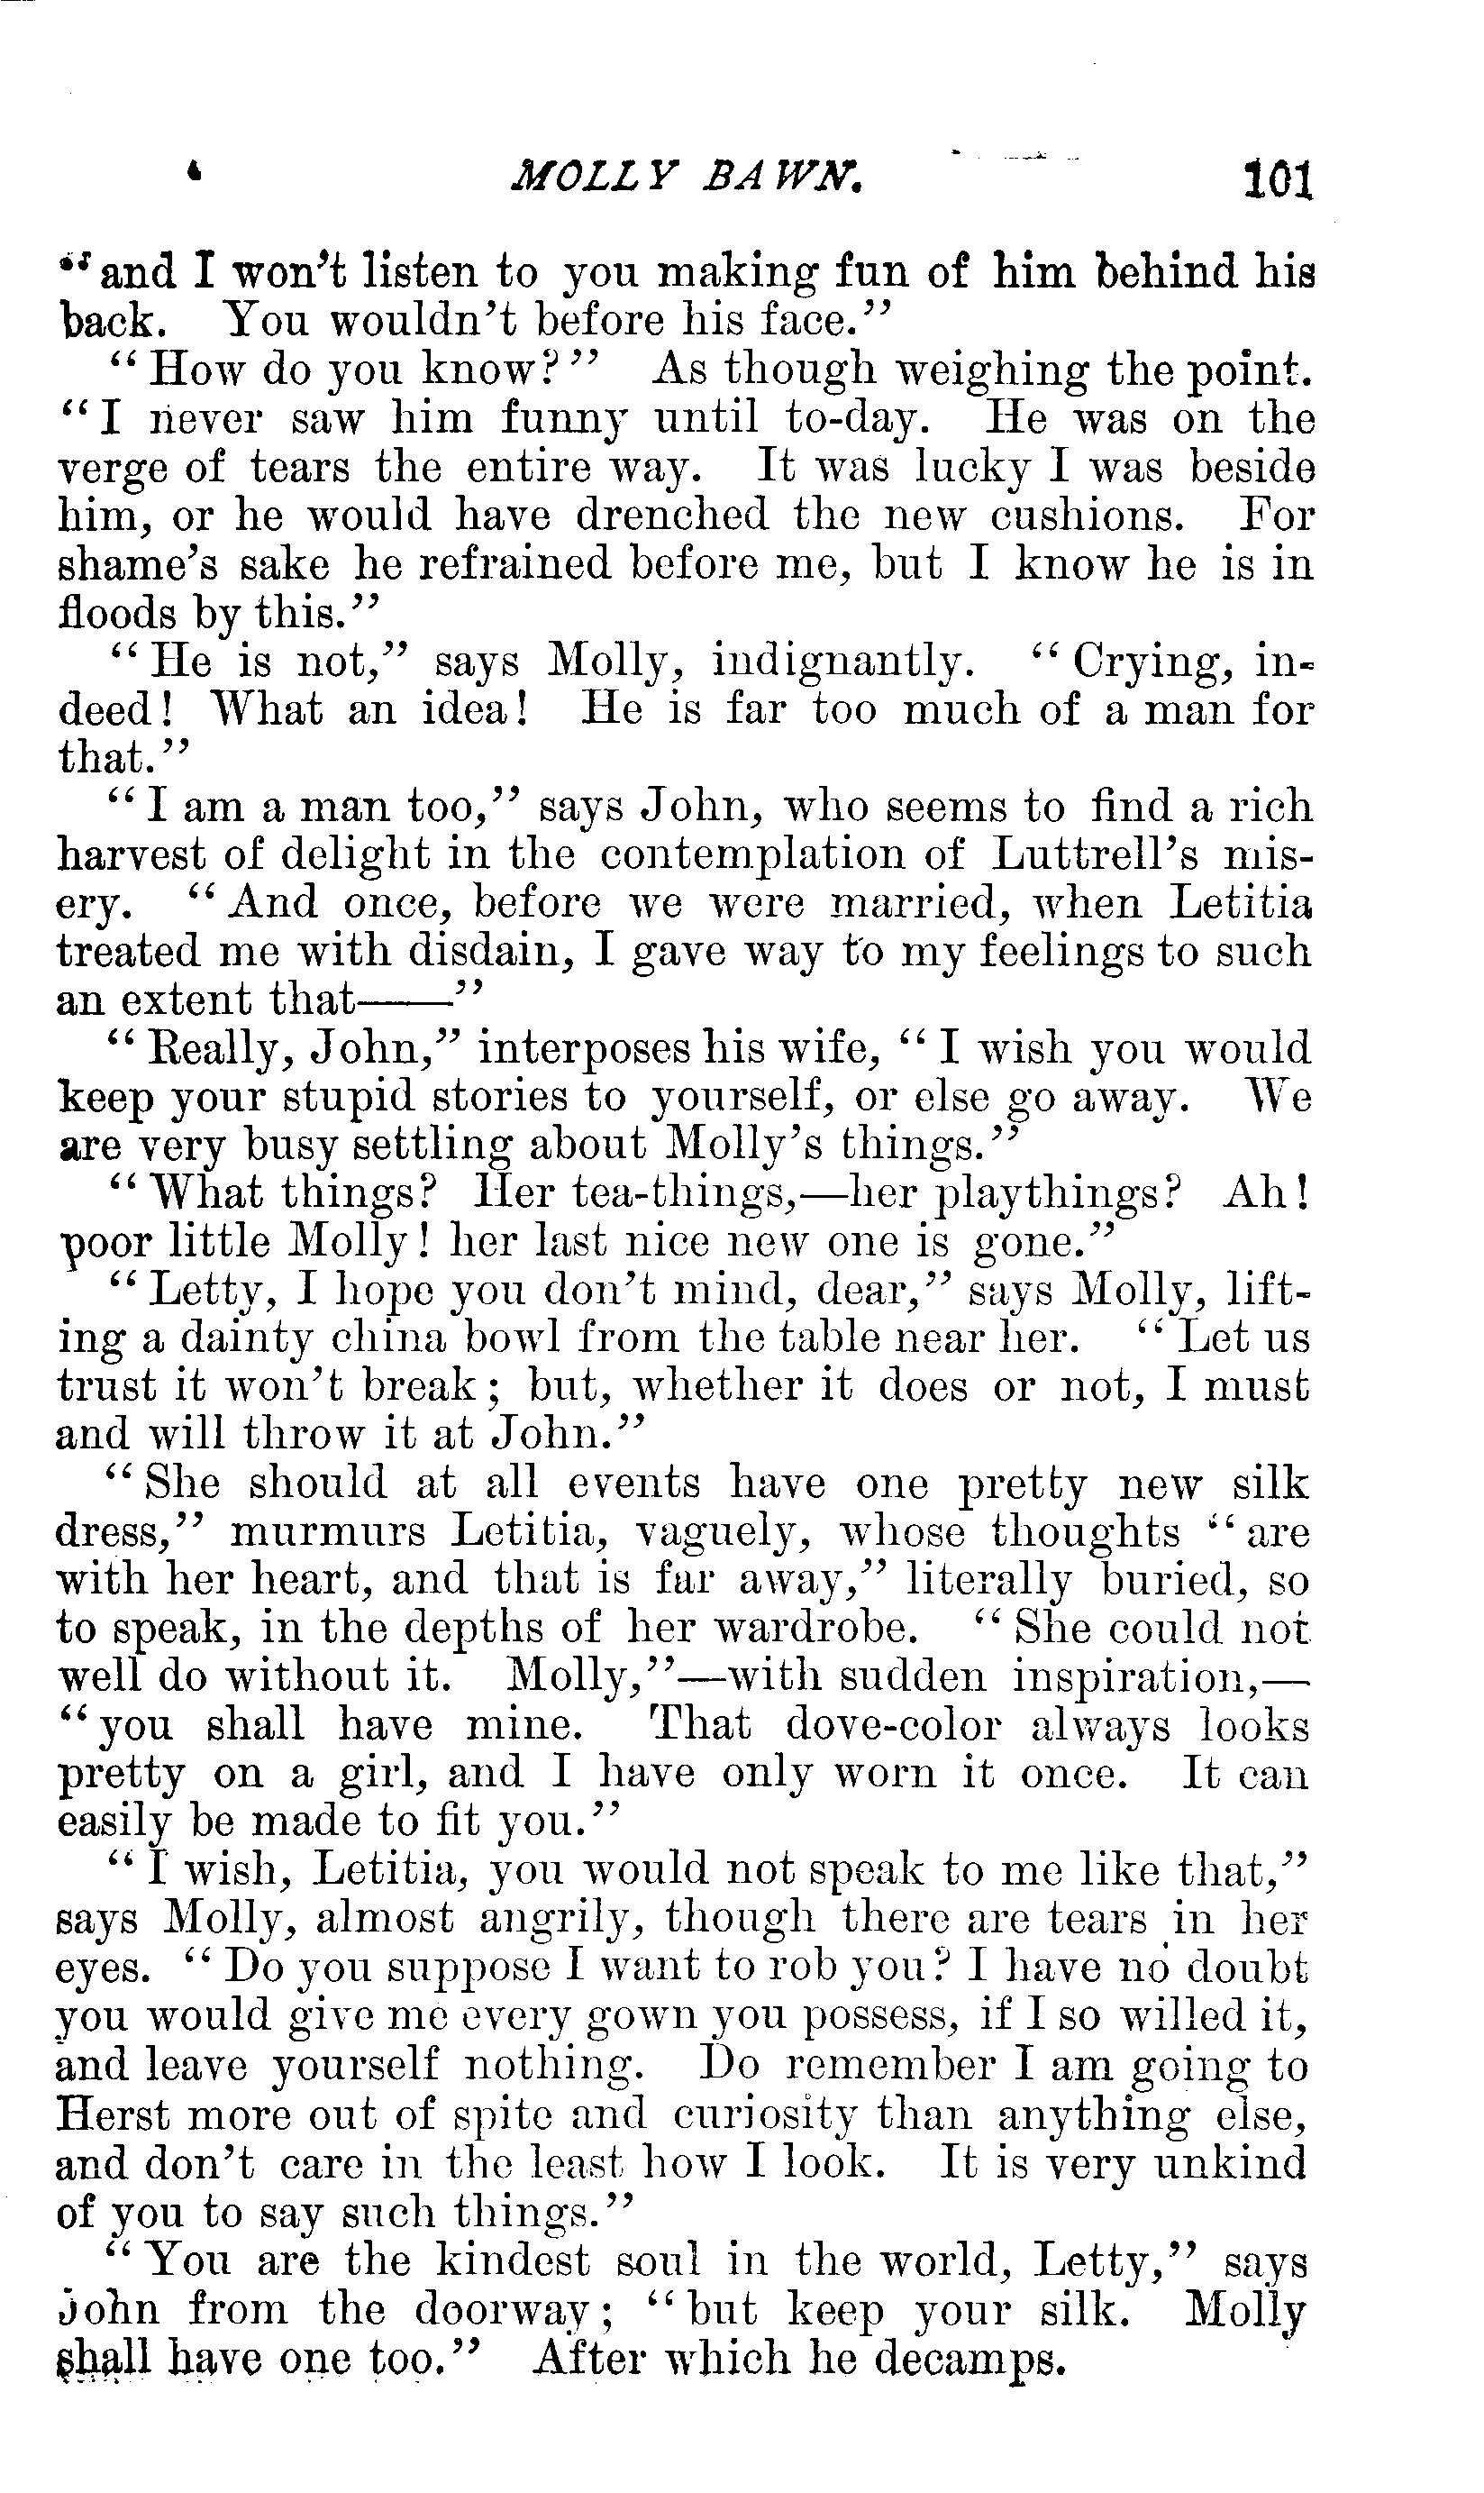 MOLLY BAWN. 101
"and I won't listen to you making fun of him behind his
back. You wouldn't before his face."
"How do you know?" As though weighing the point.
"I never saw him funny until to-day. He was on the
verge of tears the entire way. It was lucky I was beside
him, or he would have drenched the new cushions. For
shame's sake he refrained before me, but I know he is in
floods by this."
"He is not," says Molly, indignantly. "Crying, in-
deed! What an idea! He is far too much of a man for
that."
"I am a man too," says John, who seems to find a rich
harvest of delight in the contemplation of Luttrell's mis-
ery. "And once, before we were married, when Letitia
treated me with disdain, I gave way to my feelings to such
an extent that——"
"Really, John," interposes his wife, "I wish you would
keep your stupid stories to yourself, or else go away. We
are very busy settling about Molly's things."
"What things? Her tea-things,—her playthings? Ah!
poor little Molly! her last nice new one is gone."
"Letty, I hope you don't mind, dear," says Molly, lift-
ing a dainty china bowl from the table near her. "Let us
trust it won't break; but, whether it does or not, I must
and will throw it at John."
"She should at all events have one pretty new silk
dress," murmurs Letitia, vaguely, whose thoughts "are
with her heart, and that is far away," literally buried, so
to speak, in the depths of her wardrobe. "She could not
well do without it. Molly,"—with sudden inspiration,—
"you shall have mine. That dove-color always looks
pretty on a girl, and I have only worn it once. It can
easily be made to fit you."
"I wish, Letitia, you would not speak to me like that,"
says Molly, almost angrily, though there are tears in her
eyes. "Do you suppose I want to rob you? I have no doubt
you would give me every gown you possess, if I so willed it,
and leave yourself nothing. Do remember I am going to
Herst more out of spite and curiosity than anything else,
and don't care in the least how I look. It is very unkind
of you to say such things."
"You are the kindest soul in the world, Letty," says
John from the doorway; "but keep your silk. Molly
shall have one too." After which he decamps.